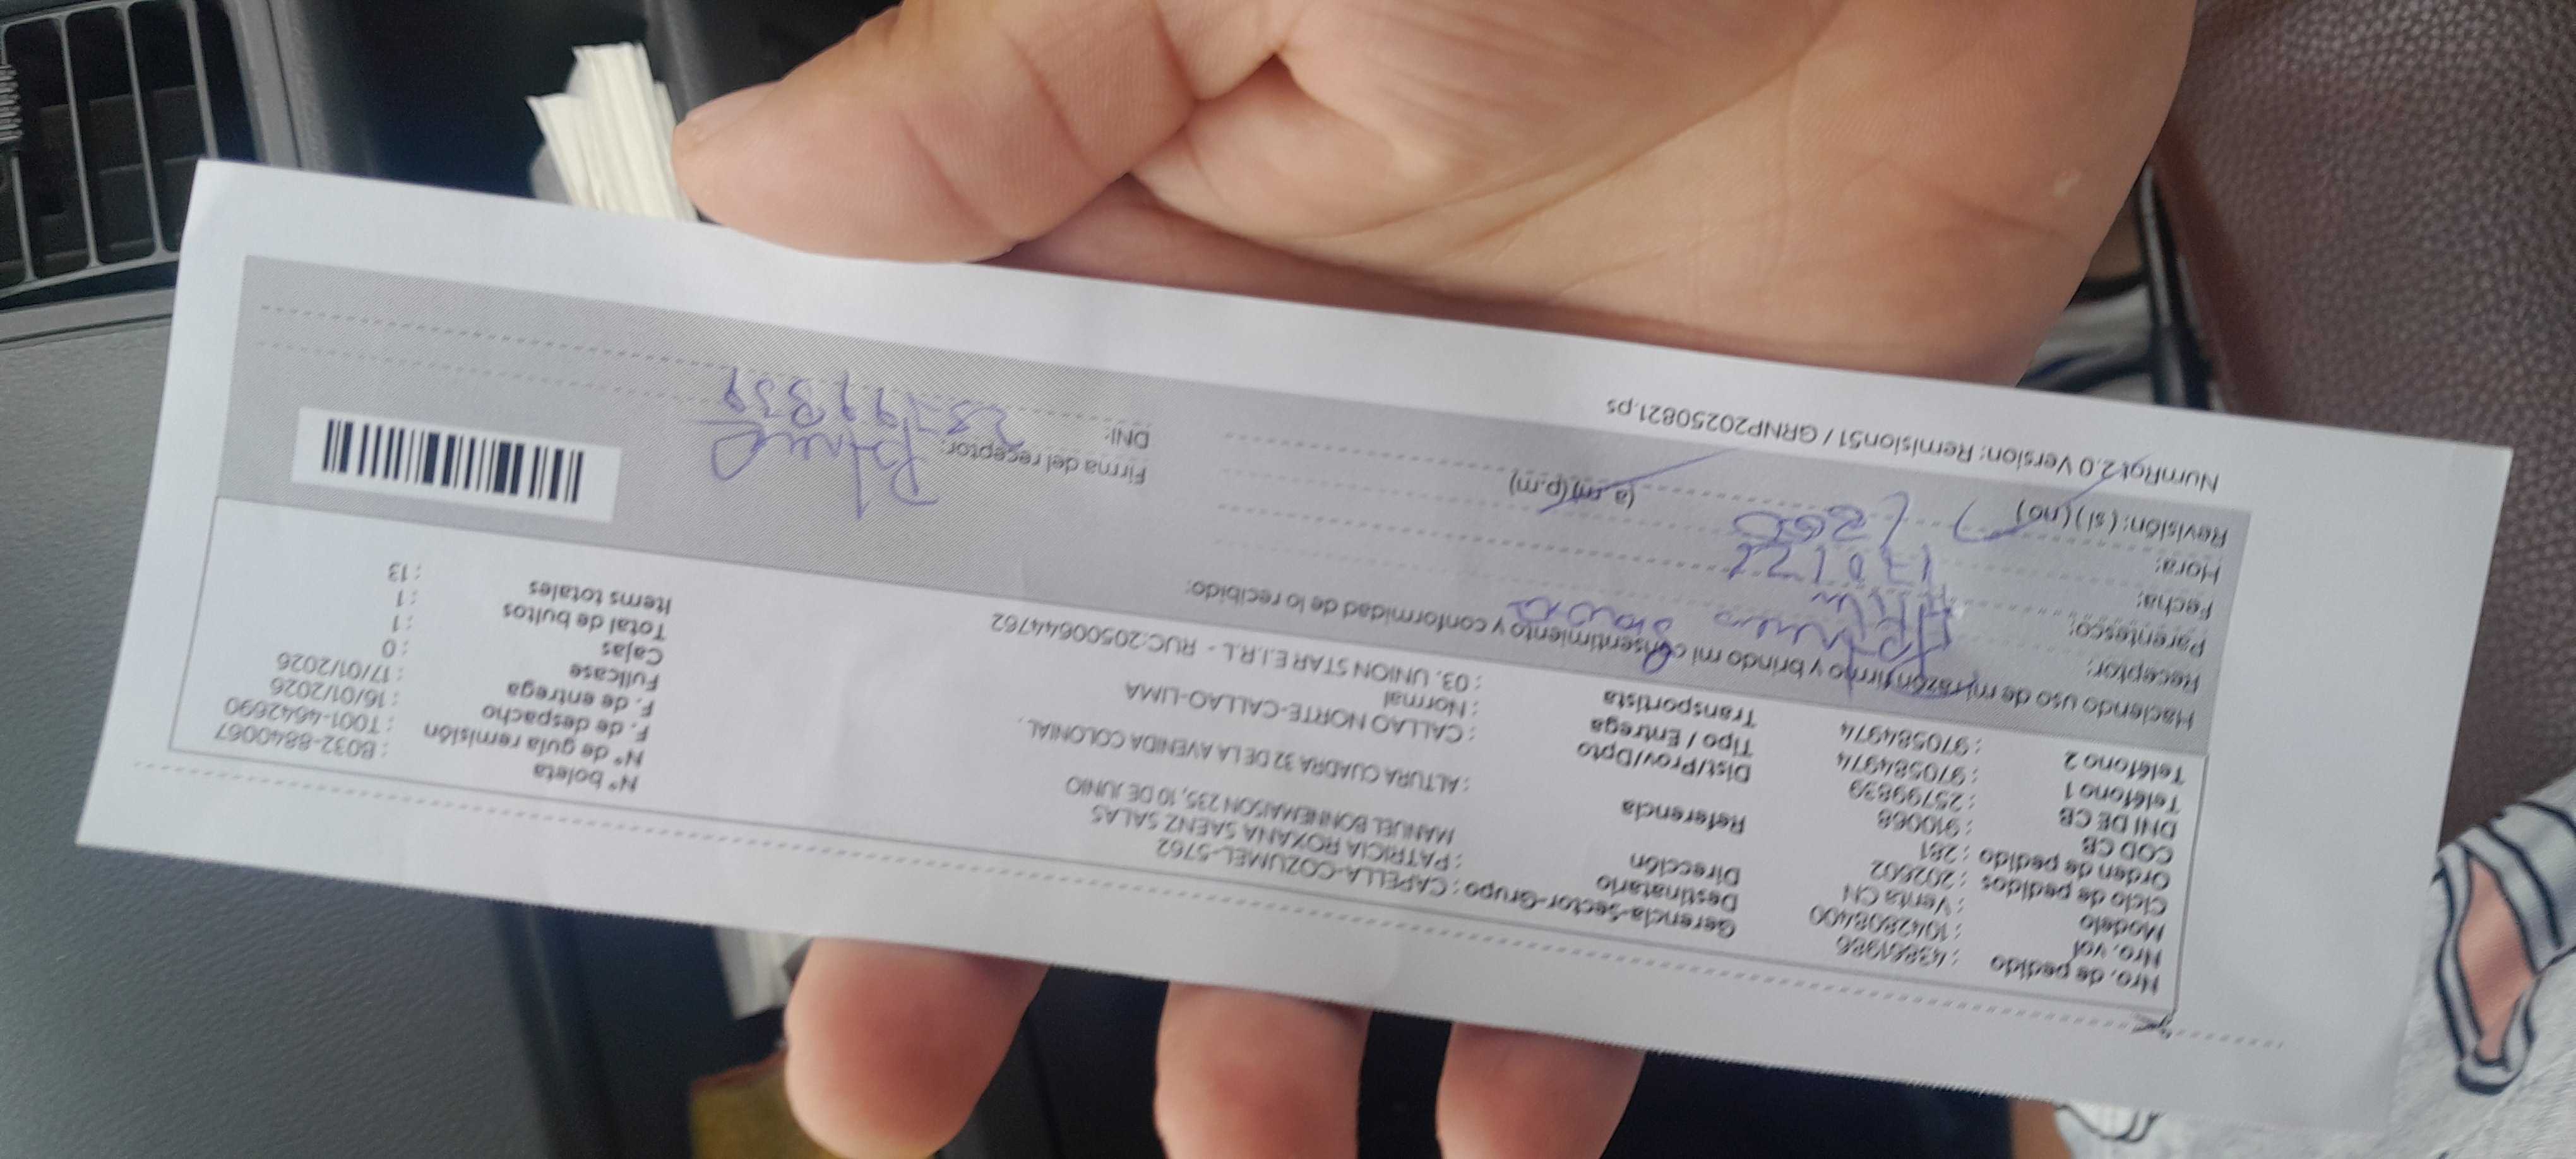 Nro. de pedido : 43861986
Nro. vol : 1042808400
Modelo : Venta CN
Ciclo de pedidos : 202602
Orden de pedido : 281
COD CB : 910068
DNI DE CB : 25799839
Teléfono 1 : 970584974
Teléfono 2 : 970584974
Gerencia-Sector-Grupo : CAPELLA-COZUMEL-5762
Destinatario : PATRICIA ROXANA SAENZ SALAS
Dirección MANUEL BONNEMAISON 235, 10 DE JUNIO
Referencia : ALTURA CUADRA 32 DE LA AVENIDA COLONIAL .
Dist/Prov/Dpto : CALLAO NORTE-CALLAO-LIMA
Tipo / Entrega : Normal
Transportista : 03. UNION STAR E.I.R.L - RUC:20500644762
N° boleta : B032-8840067
N° de guía remisión : T001-4642690
F. de despacho : 16/01/2026
F. de entrega : 17/01/2026
Fullcase : 0
Cajas : 1
Total de bultos : 1
Items totales : 13
Haciendo uso de mi razón firmo y brindo mi consentimiento y conformidad de lo recibido:
Receptor:
Parentesco:
Fecha:
Hora: (a.m)(p.m)
Revisión: (sí) (no)
Firma del receptor:
DNI:
NumRot 2.0 Version: Remision51 / GRNP20250821.ps